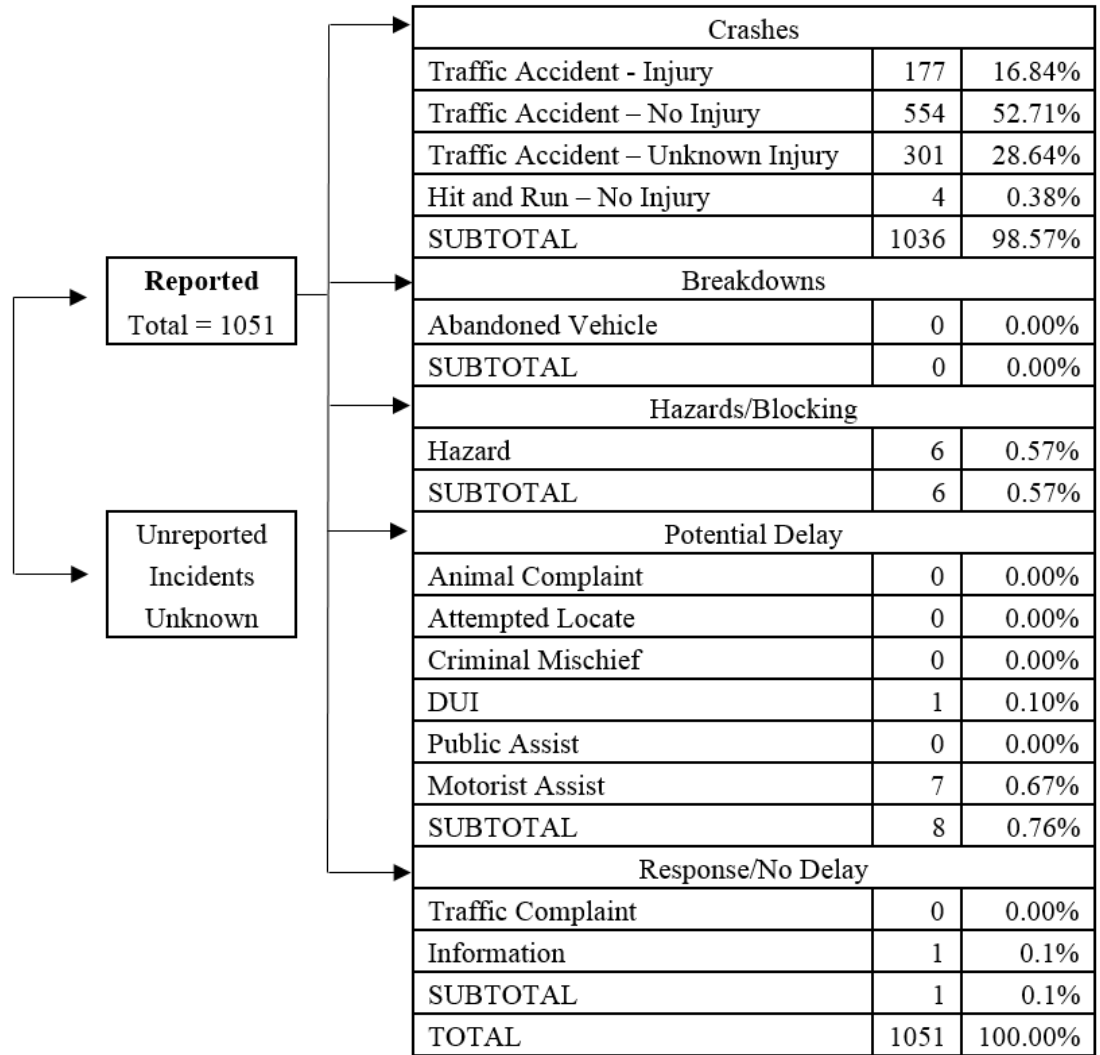 Reported
Total = 1051
Unreported
Incidents
Unknown
Crashes
Traffic Accident - Injury 177 16.84%
Traffic Accident – No Injury 554 52.71%
Traffic Accident – Unknown Injury 301 28.64%
Hit and Run – No Injury 4 0.38%
SUBTOTAL 1036 98.57%
Breakdowns
Abandoned Vehicle 0 0.00%
SUBTOTAL 0 0.00%
Hazards/Blocking
Hazard 6 0.57%
SUBTOTAL 6 0.57%
Potential Delay
Animal Complaint 0 0.00%
Attempted Locate 0 0.00%
Criminal Mischief 0 0.00%
DUI 1 0.10%
Public Assist 0 0.00%
Motorist Assist 7 0.67%
SUBTOTAL 8 0.76%
Response/No Delay
Traffic Complaint 0 0.00%
Information 1 0.1%
SUBTOTAL 1 0.1%
TOTAL 1051 100.00%